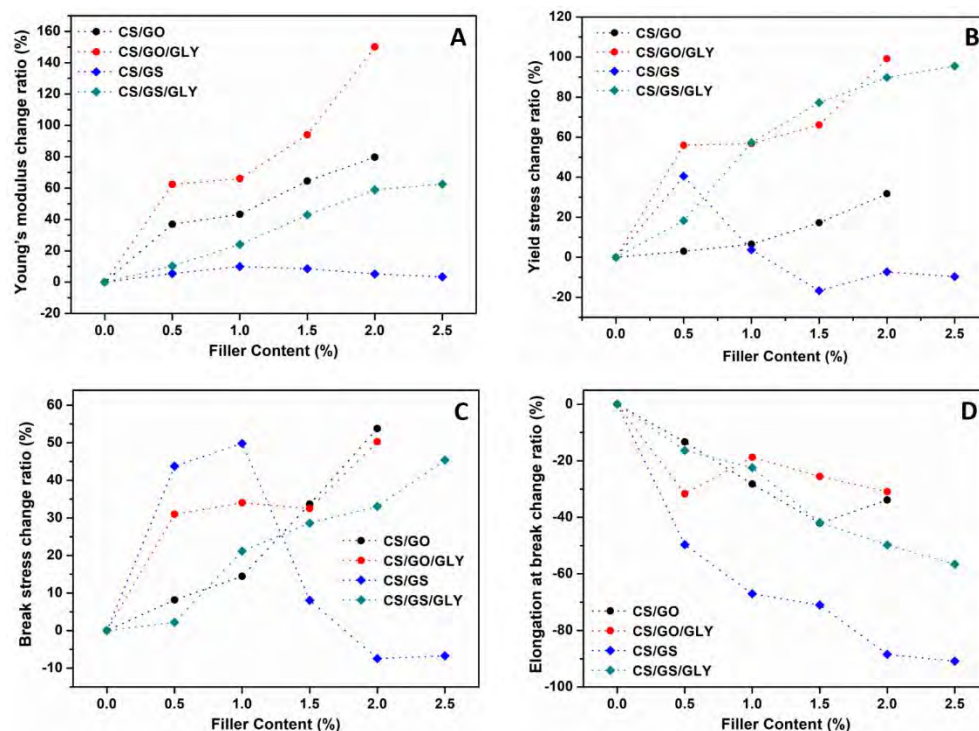 A
CS/GO
CS/GO/GLY
CS/GS
CS/GS/GLY
Young's modulus change ratio (%)
160
140
120
100
80
60
40
20
0
-20
0.0 0.5 1.0 1.5 2.0 2.5
Filler Content (%)
B
CS/GO
CS/GO/GLY
CS/GS
CS/GS/GLY
Yield stress change ratio (%)
120
100
80
60
40
20
0
-20
0.0 0.5 1.0 1.5 2.0 2.5
Filler Content (%)
C
Break stress change ratio (%)
60
50
40
30
20
10
0
-10
CS/GO
CS/GO/GLY
CS/GS
CS/GS/GLY
0.0 0.5 1.0 1.5 2.0 2.5
Filler Content (%)
D
Elongation at break change ratio (%)
0
-20
-40
-60
-80
-100
CS/GO
CS/GO/GLY
CS/GS
CS/GS/GLY
0.0 0.5 1.0 1.5 2.0 2.5
Filler Content (%)